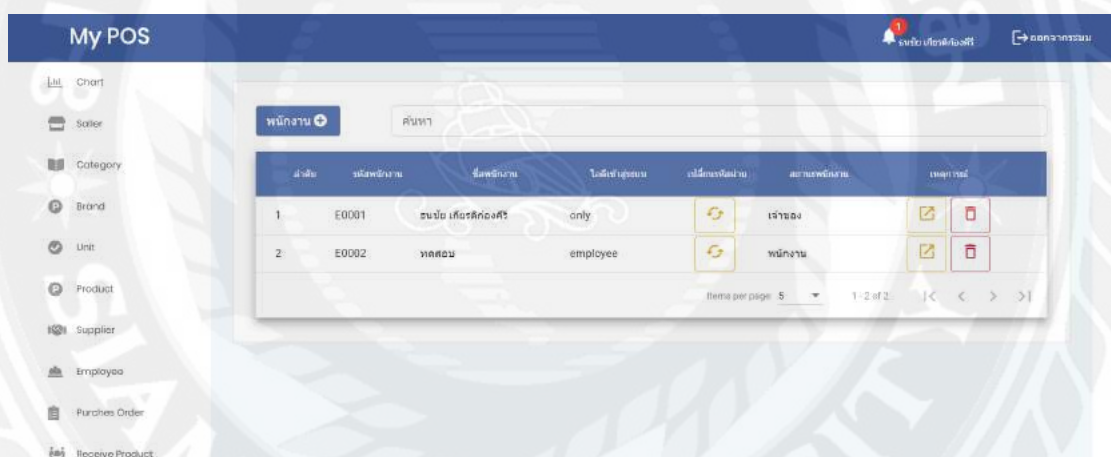 My POS
1
ธนชัย เกียรติก้องศิริ
ออกจากระบบ
Chart
Saller
Category
Brand
Unit
Product
Supplier
Employee
Purches Order
Receive Product
พนักงาน
ค้นหา
ลำดับ รหัสพนักงาน ชื่อพนักงาน ไอดีเข้าสู่ระบบ เปลี่ยนรหัสผ่าน สถานะพนักงาน เหตุการณ์
1 E0001 ธนชัย เกียรติก้องศิริ only เจ้าของ
2 E0002 ทดสอบ employee พนักงาน
Items per page: 5 1 - 2 of 2